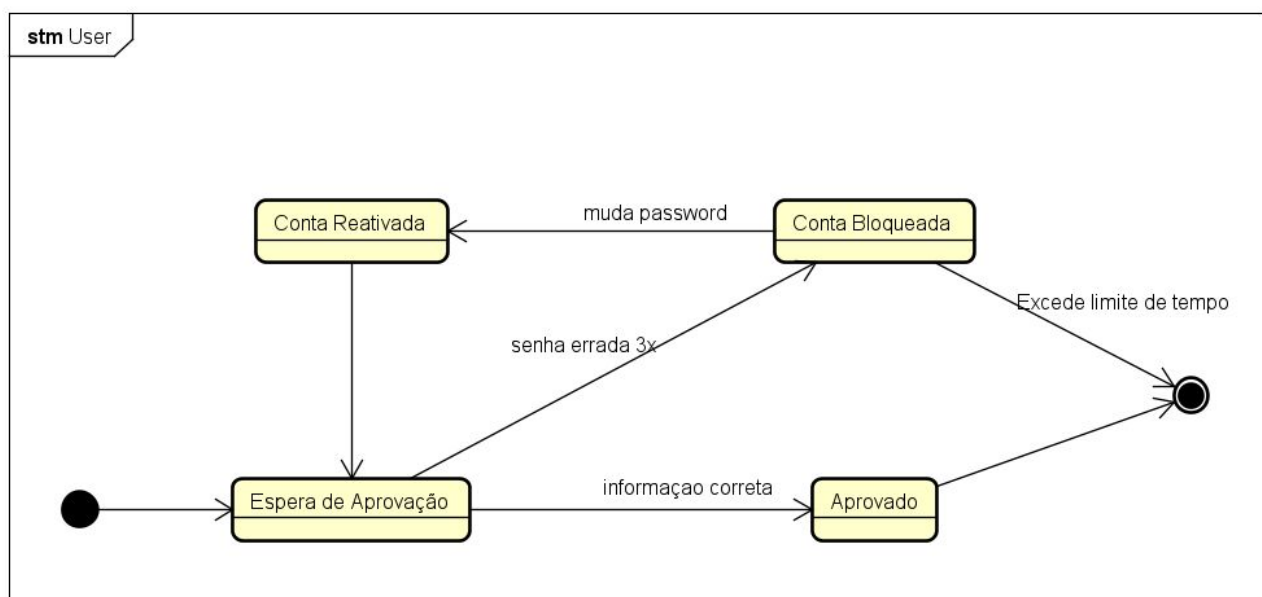 stm User
Conta Reativada
muda password
Conta Bloqueada
Excede limite de tempo
senha errada 3x
Espera de Aprovação
informaçao correta
Aprovado